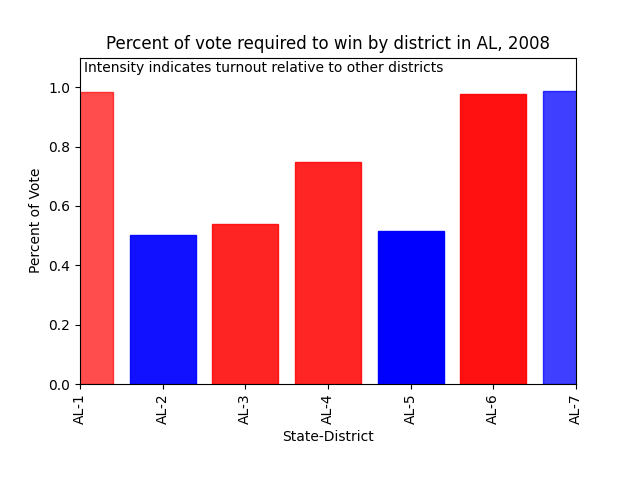 Percent of vote required to win by district in AL, 2008
Intensity indicates turnout relative to other districts
1.0
0.8
0.6
0.4
0.2
0.0
Percent of Vote
AL-1
AL-2
AL-3
AL-4
AL-5
AL-6
AL-7
State-District